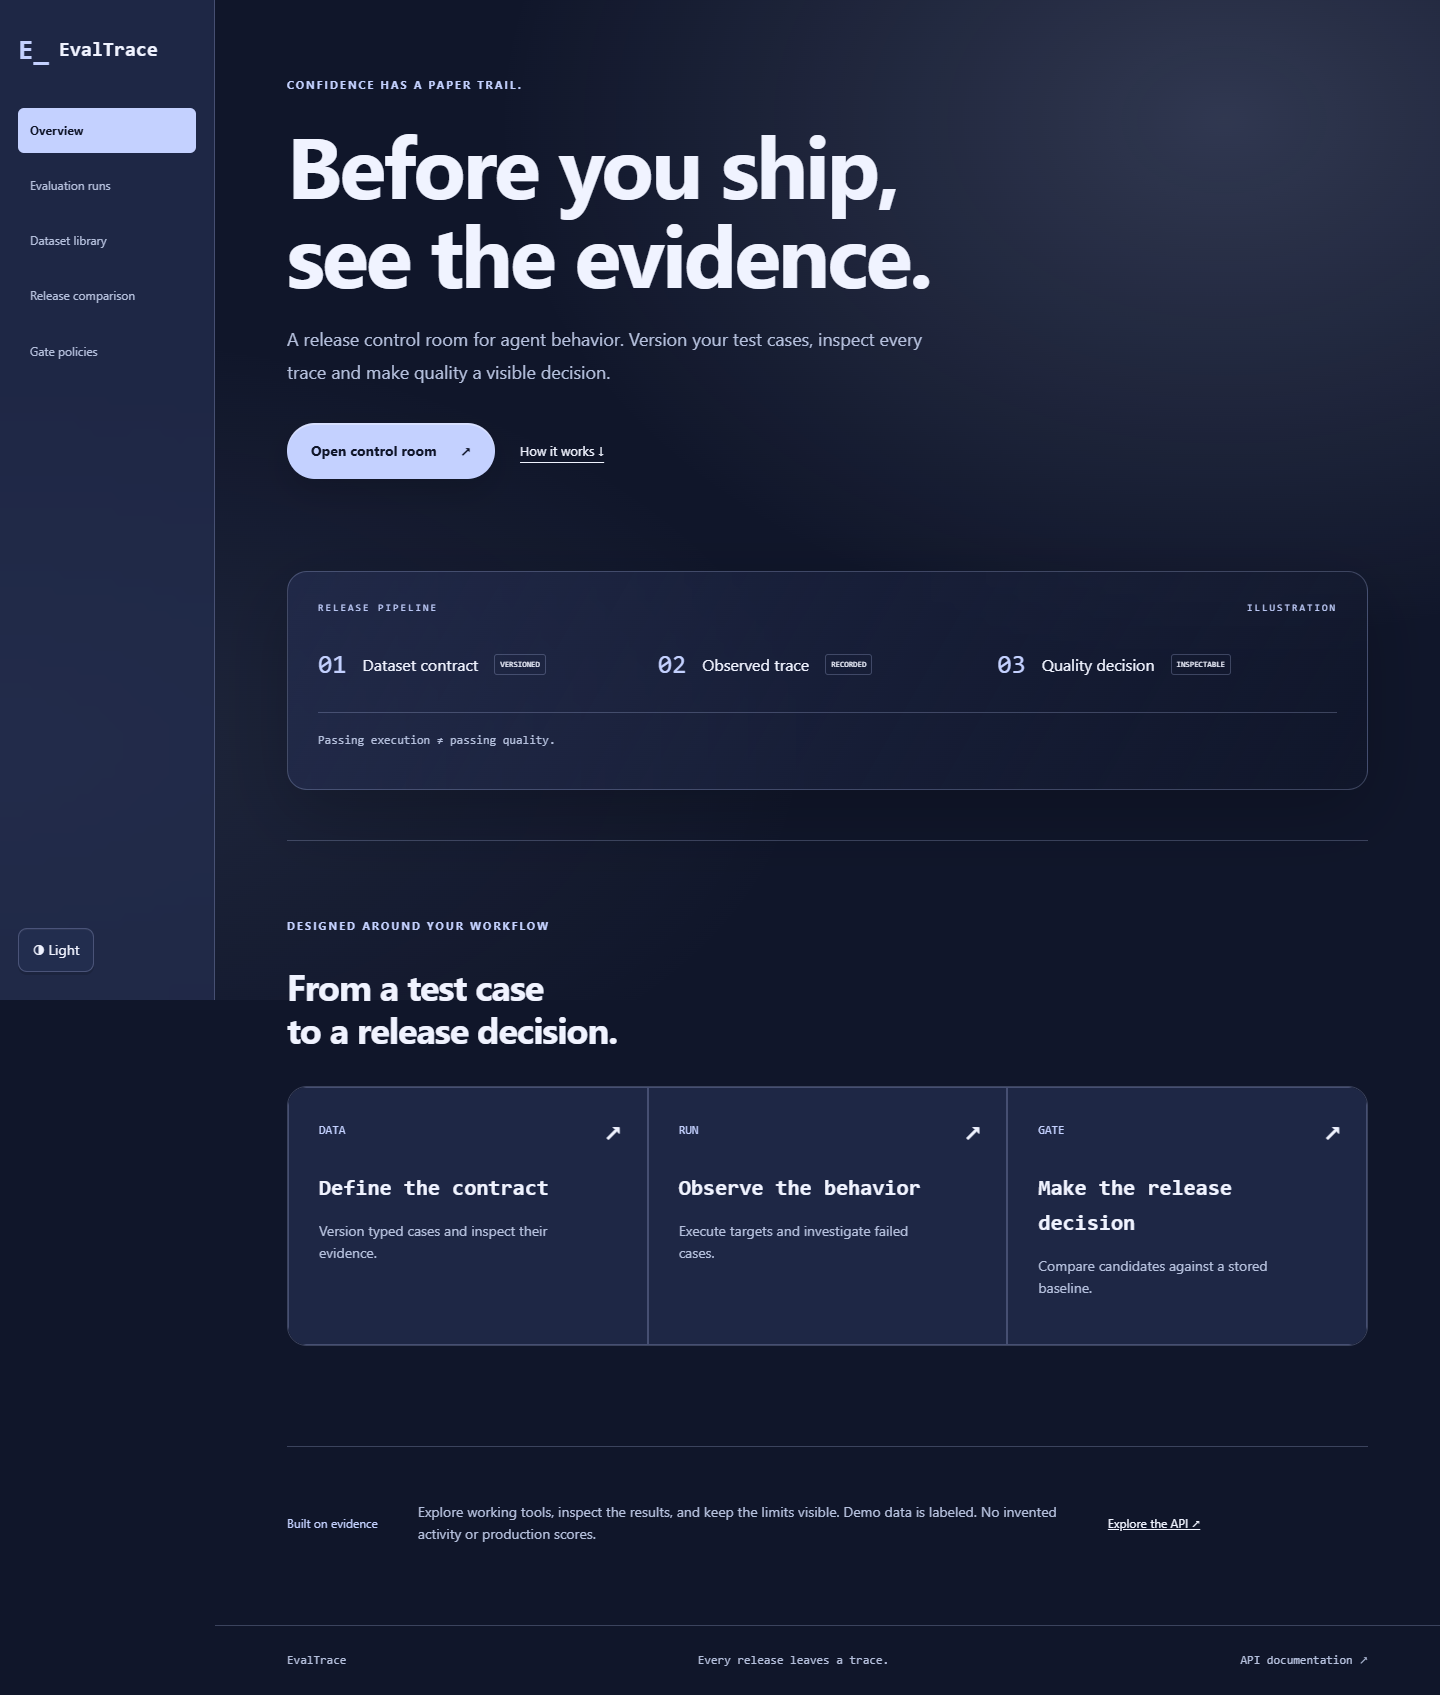 E_ EvalTrace
Overview
Evaluation runs
Dataset library
Release comparison
Gate policies
◑ Light
CONFIDENCE HAS A PAPER TRAIL.
Before you ship,
see the evidence.
A release control room for agent behavior. Version your test cases, inspect every
trace and make quality a visible decision.
Open control room ↗
How it works ↓
RELEASE PIPELINE
ILLUSTRATION
01 Dataset contract VERSIONED
02 Observed trace RECORDED
03 Quality decision INSPECTABLE
Passing execution ≠ passing quality.
DESIGNED AROUND YOUR WORKFLOW
From a test case
to a release decision.
DATA ↗
Define the contract
Version typed cases and inspect their
evidence.
RUN ↗
Observe the behavior
Execute targets and investigate failed
cases.
GATE ↗
Make the release
decision
Compare candidates against a stored
baseline.
Built on evidence
Explore working tools, inspect the results, and keep the limits visible. Demo data is labeled. No invented
activity or production scores.
Explore the API ↗
EvalTrace
Every release leaves a trace.
API documentation ↗